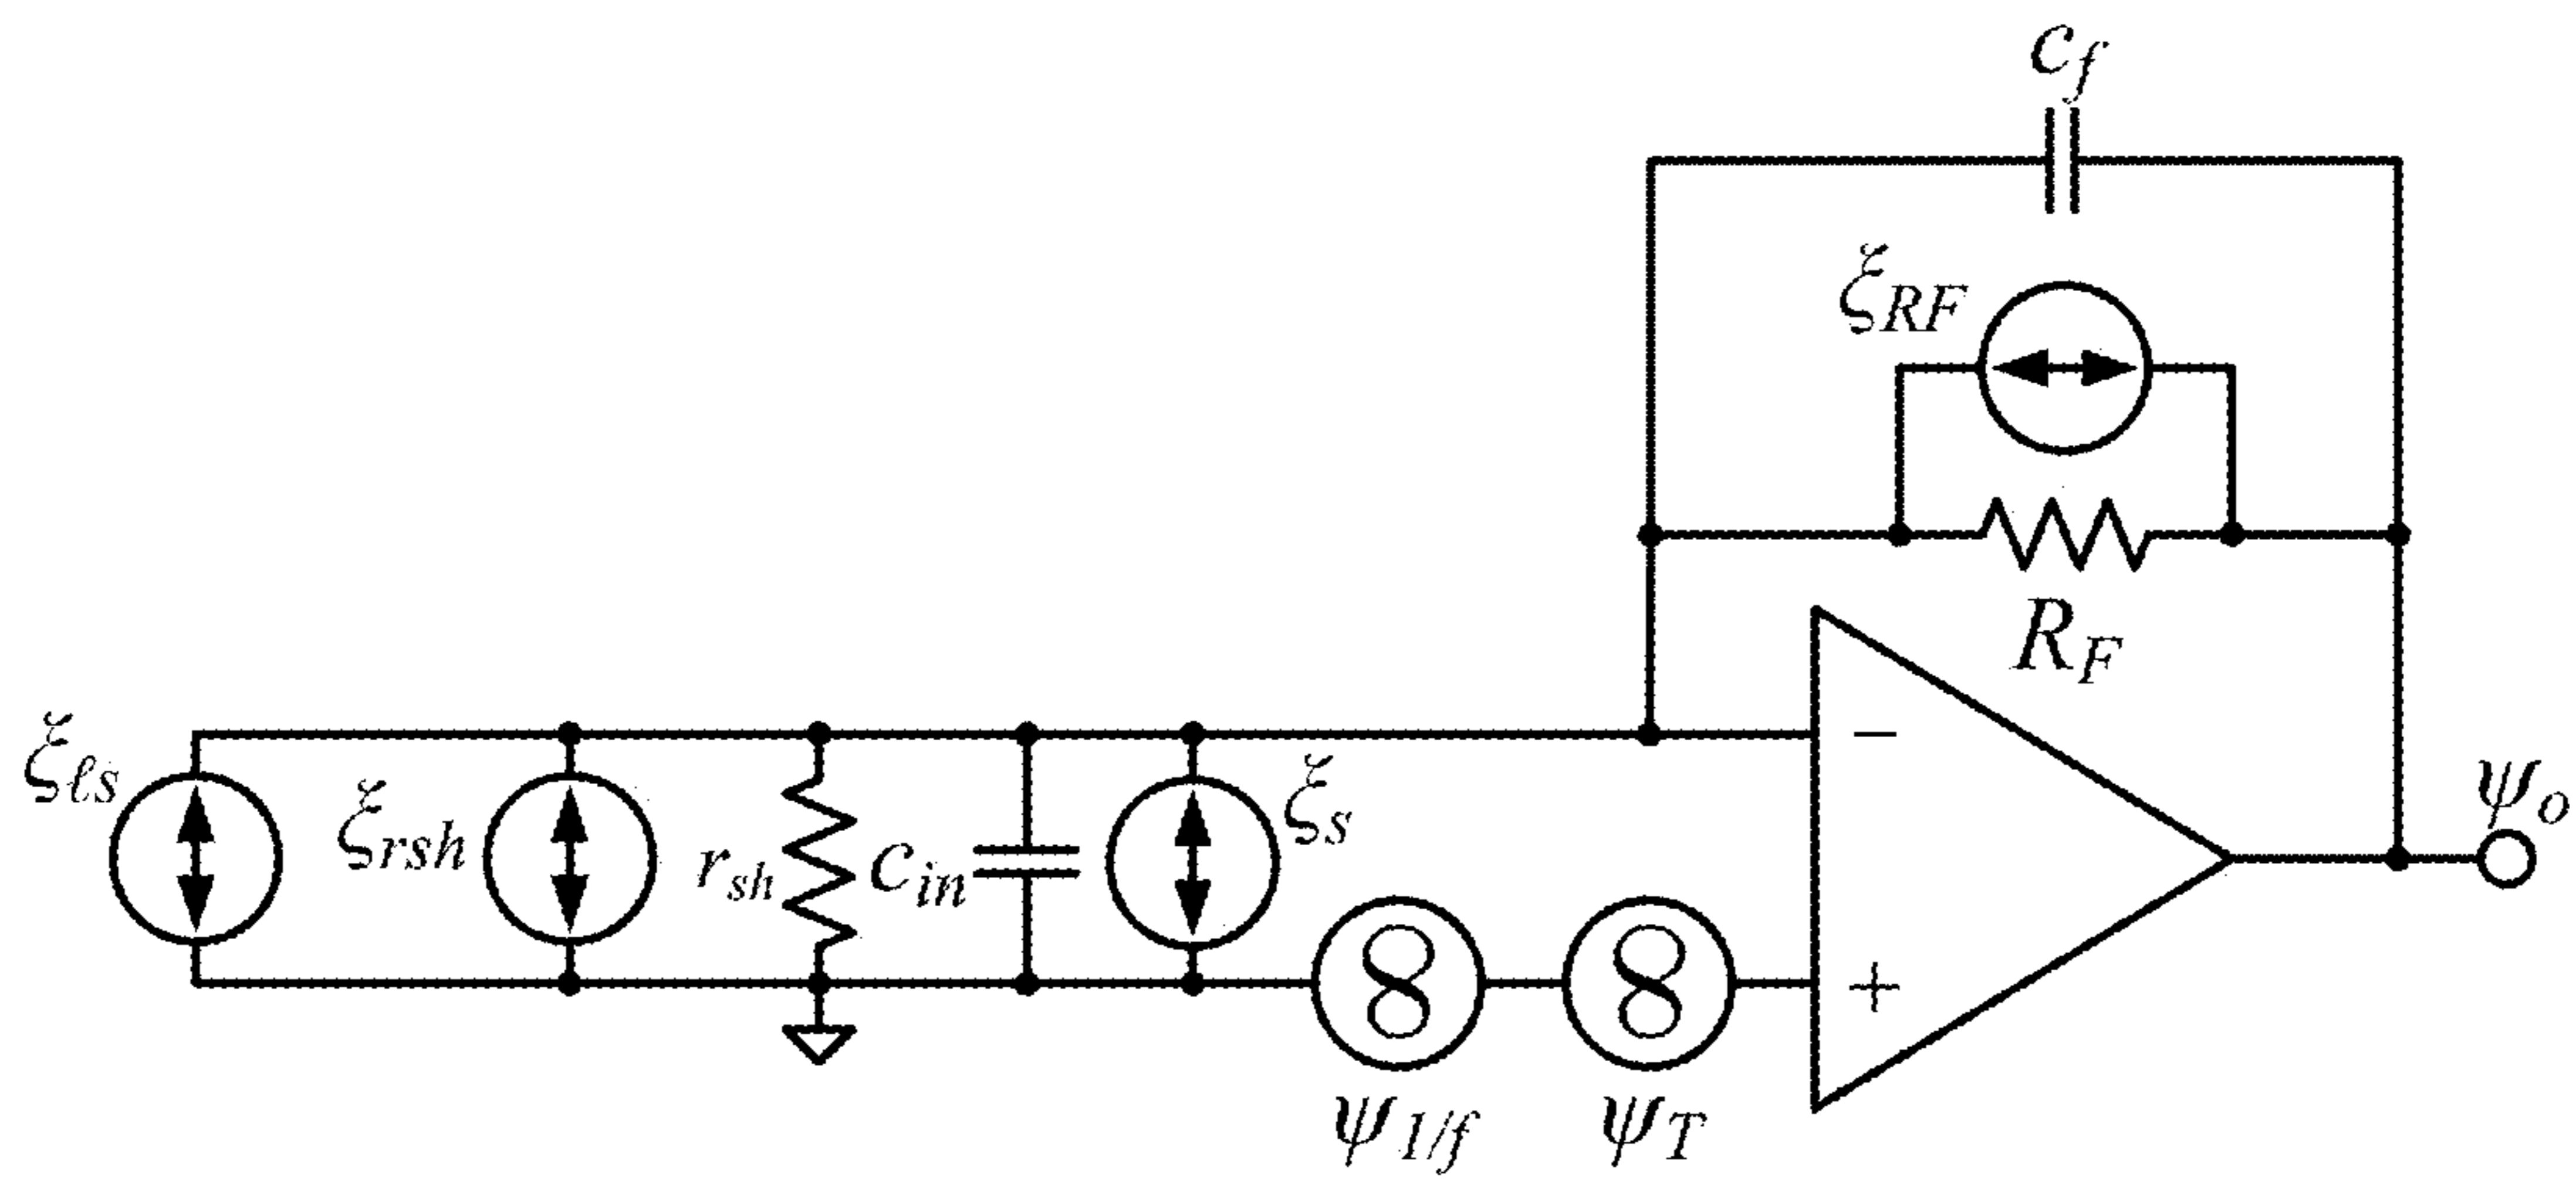 c_f
ξ_RF
R_F
ξ_ℓs
ξ_rsh
r_sh
c_in
ξ_s
−
+
ψ_o
ψ_1/f
ψ_T